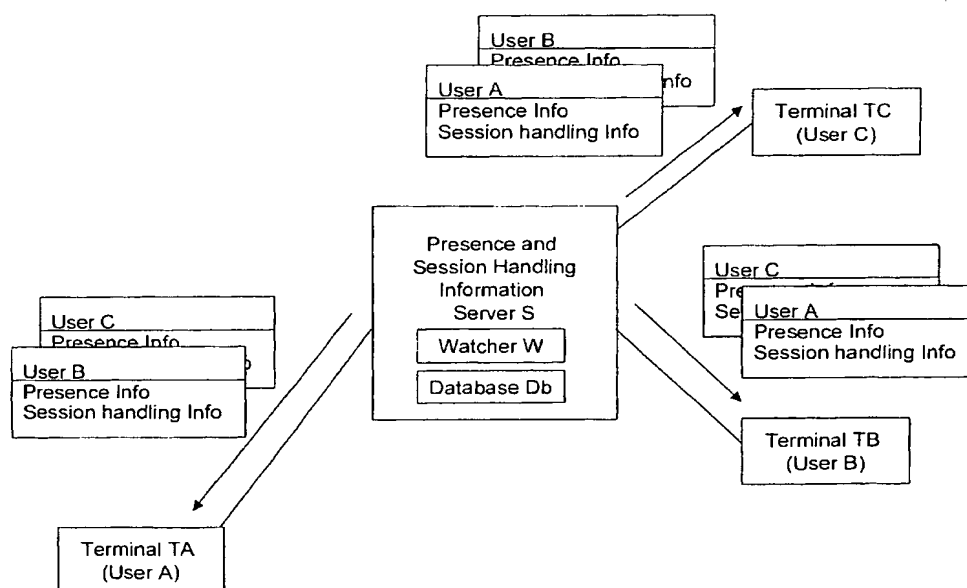 User B
Presence Info
nfo
User A
Presence Info
Session handling Info
Terminal TC
(User C)
Presence and
Session Handling
Information
Server S
Watcher W
Database Db
User C
Pre
Se
User A
Presence Info
Session handling Info
User C
Presence Info
User B
Presence Info
Session handling Info
Terminal TB
(User B)
Terminal TA
(User A)